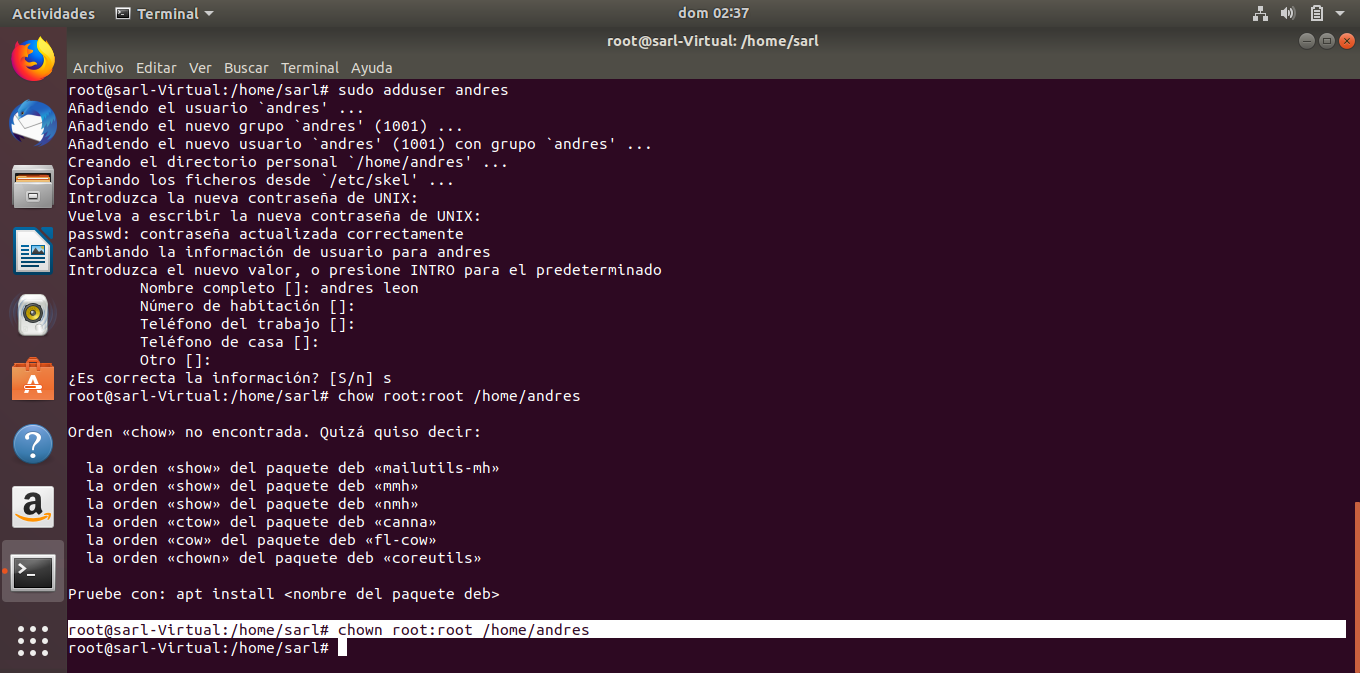 Actividades Terminal dom 02:37
root@sarl-Virtual: /home/sarl
Archivo Editar Ver Buscar Terminal Ayuda
root@sarl-Virtual:/home/sarl# sudo adduser andres
Añadiendo el usuario `andres' ...
Añadiendo el nuevo grupo `andres' (1001) ...
Añadiendo el nuevo usuario `andres' (1001) con grupo `andres' ...
Creando el directorio personal `/home/andres' ...
Copiando los ficheros desde `/etc/skel' ...
Introduzca la nueva contraseña de UNIX:
Vuelva a escribir la nueva contraseña de UNIX:
passwd: contraseña actualizada correctamente
Cambiando la información de usuario para andres
Introduzca el nuevo valor, o presione INTRO para el predeterminado
Nombre completo []: andres leon
Número de habitación []:
Teléfono del trabajo []:
Teléfono de casa []:
Otro []:
¿Es correcta la información? [S/n] s
root@sarl-Virtual:/home/sarl# chow root:root /home/andres
Orden «chow» no encontrada. Quizá quiso decir:
la orden «show» del paquete deb «mailutils-mh»
la orden «show» del paquete deb «mmh»
la orden «show» del paquete deb «nmh»
la orden «ctow» del paquete deb «canna»
la orden «cow» del paquete deb «fl-cow»
la orden «chown» del paquete deb «coreutils»
Pruebe con: apt install <nombre del paquete deb>
root@sarl-Virtual:/home/sarl# chown root:root /home/andres
root@sarl-Virtual:/home/sarl#